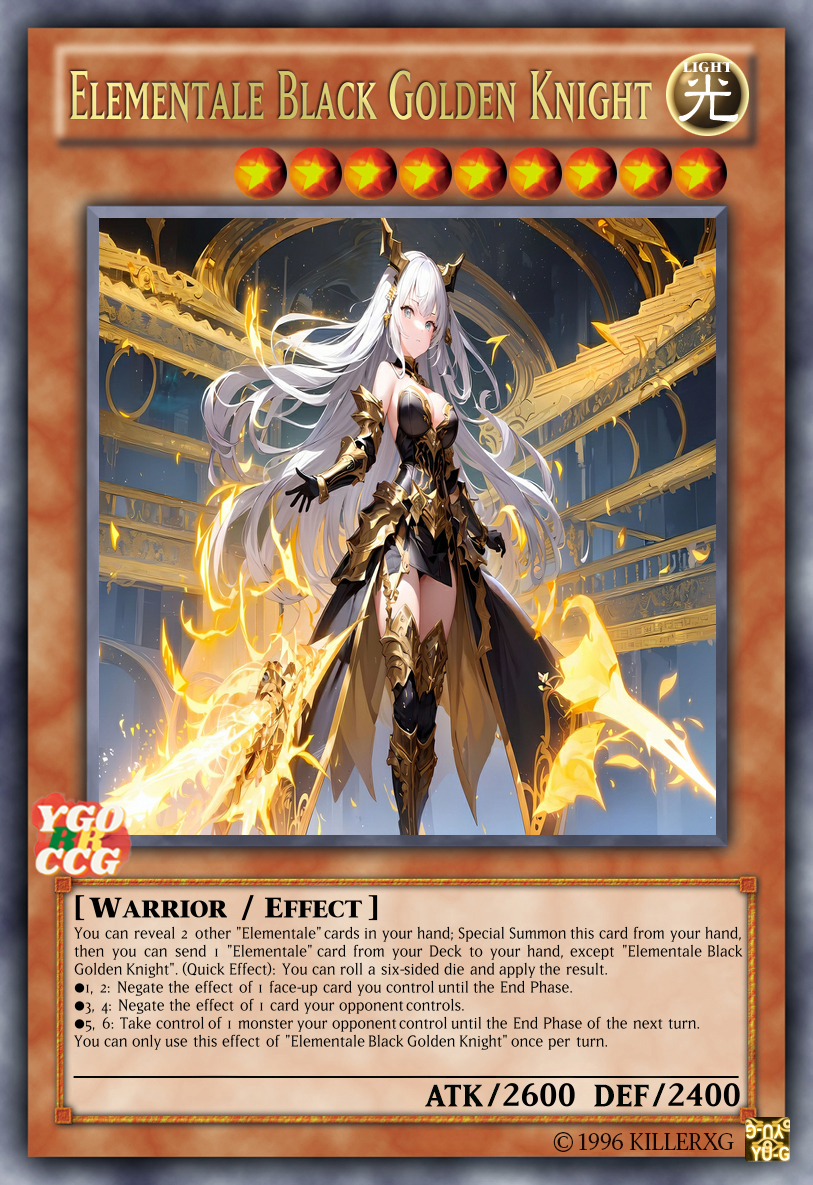 Elementale Black Golden Knight
LIGHT
光
[ Warrior / Effect ]
You can reveal 2 other "Elementale" cards in your hand; Special Summon this card from your hand,
then you can send 1 "Elementale" card from your Deck to your hand, except "Elementale Black
Golden Knight". (Quick Effect): You can roll a six-sided die and apply the result.
●1, 2: Negate the effect of 1 face-up card you control until the End Phase.
●3, 4: Negate the effect of 1 card your opponent controls.
●5, 6: Take control of 1 monster your opponent control until the End Phase of the next turn.
You can only use this effect of "Elementale Black Golden Knight" once per turn.
ATK/2600 DEF/2400
© 1996 KILLERXG
YGO
RR
CCG
YU-G